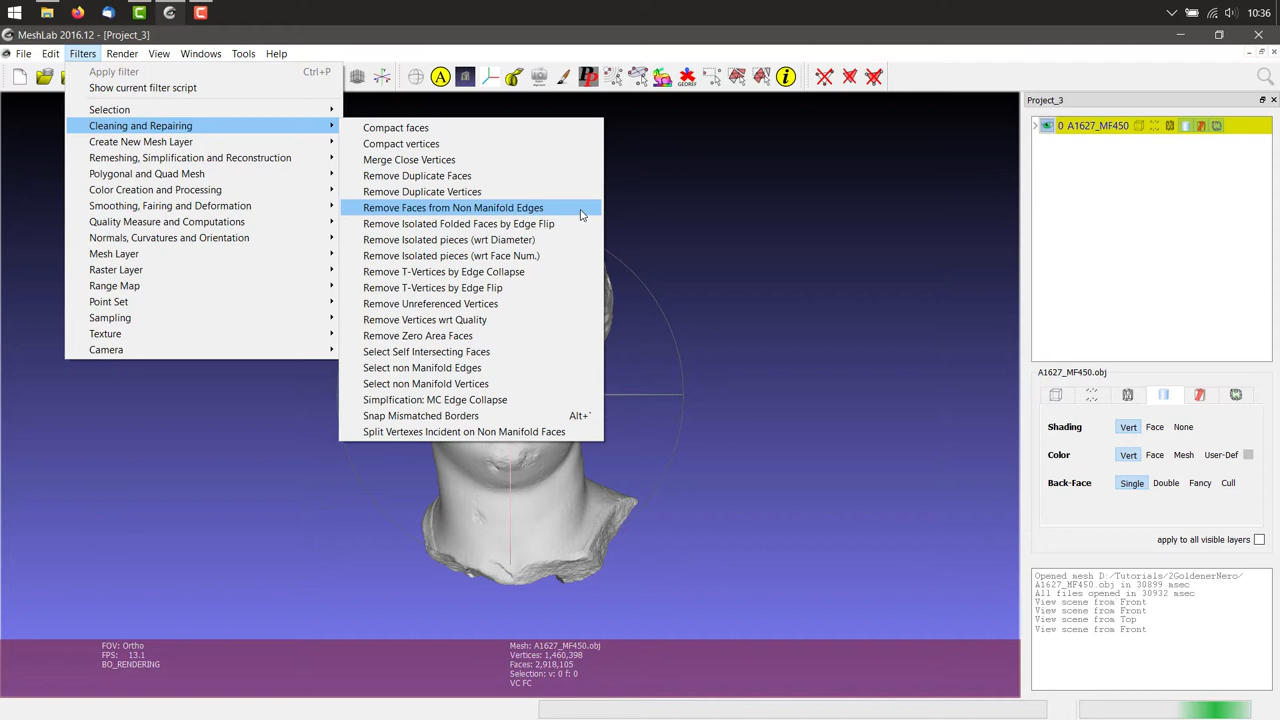 10:36
MeshLab 2016.12 - [Project_3]
File Edit Filters Render View Windows Tools Help
Apply filter Ctrl+P
Show current filter script
Selection
Cleaning and Repairing
Create New Mesh Layer
Remeshing, Simplification and Reconstruction
Polygonal and Quad Mesh
Color Creation and Processing
Smoothing, Fairing and Deformation
Quality Measure and Computations
Normals, Curvatures and Orientation
Mesh Layer
Raster Layer
Range Map
Point Set
Sampling
Texture
Camera
Compact faces
Compact vertices
Merge Close Vertices
Remove Duplicate Faces
Remove Duplicate Vertices
Remove Faces from Non Manifold Edges
Remove Isolated Folded Faces by Edge Flip
Remove Isolated pieces (wrt Diameter)
Remove Isolated pieces (wrt Face Num.)
Remove T-Vertices by Edge Collapse
Remove T-Vertices by Edge Flip
Remove Unreferenced Vertices
Remove Vertices wrt Quality
Remove Zero Area Faces
Select Self Intersecting Faces
Select non Manifold Edges
Select non Manifold Vertices
Simplfication: MC Edge Collapse
Snap Mismatched Borders Alt+`
Split Vertexes Incident on Non Manifold Faces
A
PP
GEOREF
i
Project_3
0 A1627_MF450
A1627_MF450.obj
Shading Vert Face None
Color Vert Face Mesh User-Def
Back-Face Single Double Fancy Cull
apply to all visible layers
Opened mesh D:/Tutorials/2GoldenerNero/
A1627_MF450.obj in 30899 msec
All files opened in 30932 msec
View scene from Front
View scene from Front
View scene from Top
View scene from Front
FOV: Ortho
FPS: 13.1
BO_RENDERING
Mesh: A1627_MF450.obj
Vertices: 1,460,398
Faces: 2,918,105
Selection: v: 0 f: 0
VC FC